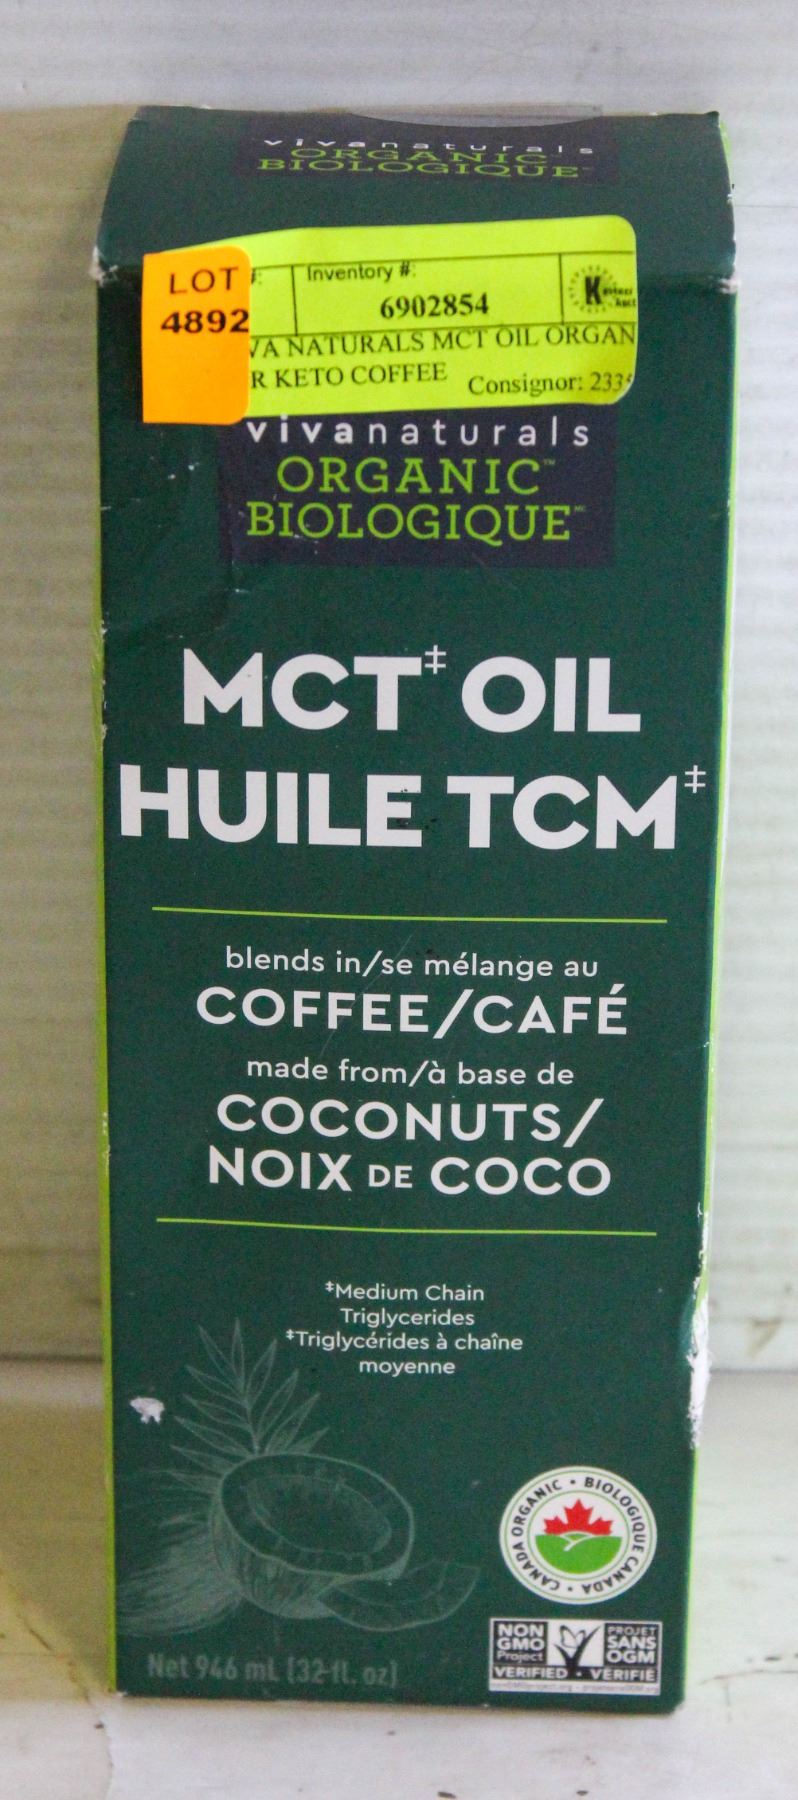 vivanaturals
ORGANIC
BIOLOGIQUE
LOT
4892
Inventory #:
6902854
VA NATURALS MCT OIL ORGAN
R KETO COFFEE
Consignor:
vivanaturals
ORGANIC™
BIOLOGIQUE
MCT‡ OIL
HUILE TCM‡
blends in/se mélange au
COFFEE/CAFÉ
made from/à base de
COCONUTS/
NOIX DE COCO
‡Medium Chain
Triglycerides
‡Triglycérides à chaîne
moyenne
CANADA ORGANIC • BIOLOGIQUE CANADA •
NON GMO Project
PROJET SANS OGM
VERIFIED • VÉRIFIÉ
Net 946 mL (32 fl. oz)